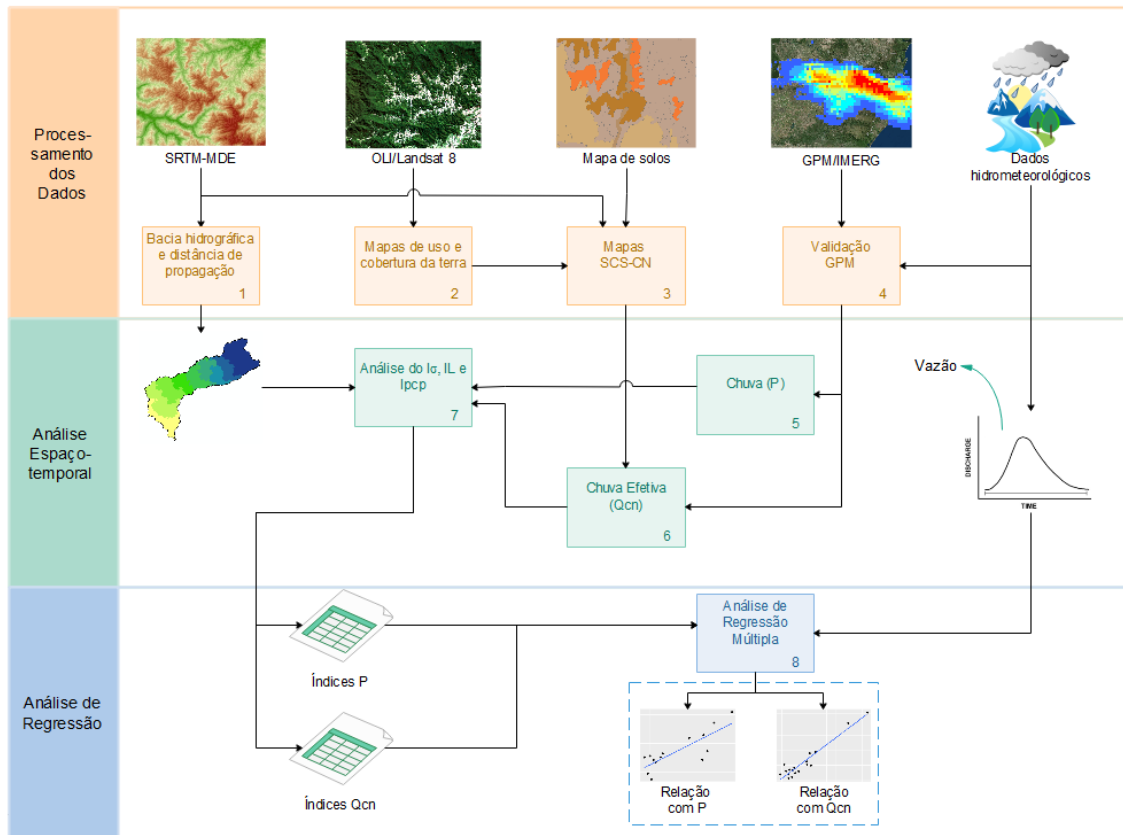 Proces-
samento
dos
Dados
SRTM-MDE
OLI/Landsat 8
Mapa de solos
GPM/IMERG
Dados
hidrometeorológicos
Bacia hidrográfica
e distância de
propagação
1
Mapas de uso e
cobertura da terra
2
Mapas
SCS-CN
3
Validação
GPM
4
Análise
Espaço-
temporal
Análise do Iσ, IL e
Ipcp
7
Chuva (P)
5
Chuva Efetiva
(Qcn)
6
Vazão
DISCHARGE
TIME
Análise de
Regressão
Índices P
Índices Qcn
Análise de
Regressão
Múltipla
8
Relação
com P
Relação
com Qcn